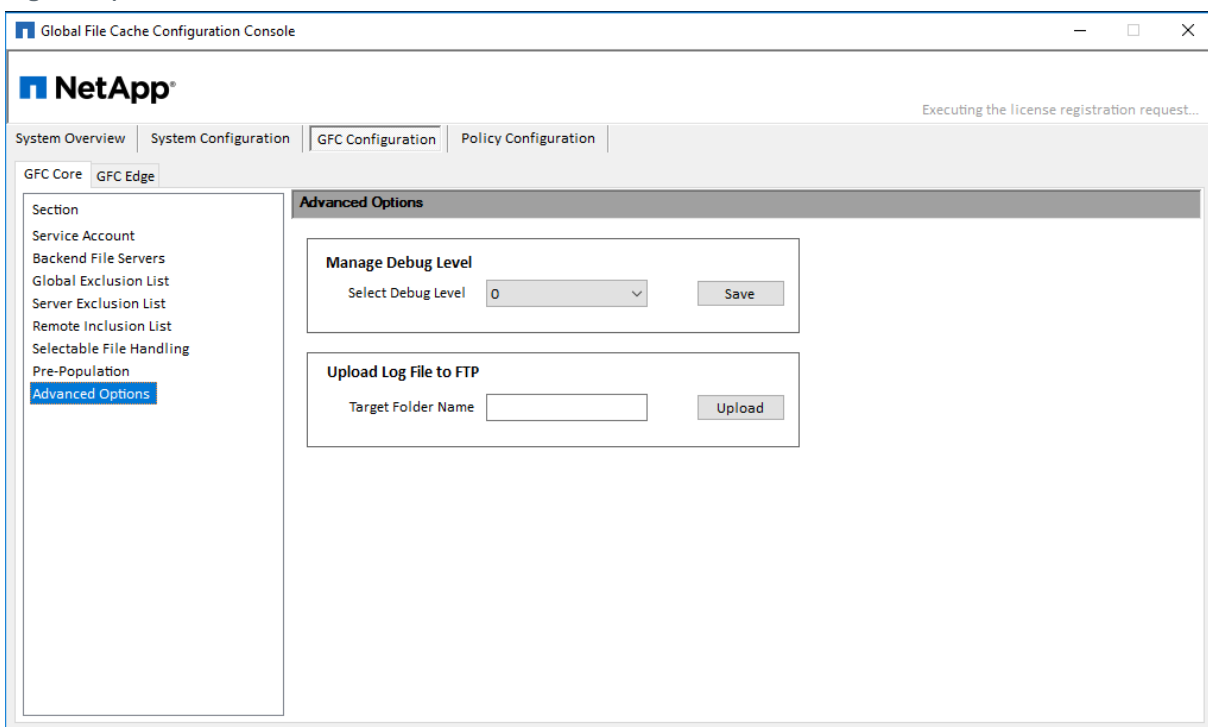 Global File Cache Configuration Console
NetApp®
Executing the license registration request...
System Overview System Configuration GFC Configuration Policy Configuration
GFC Core GFC Edge
Section
Service Account
Backend File Servers
Global Exclusion List
Server Exclusion List
Remote Inclusion List
Selectable File Handling
Pre-Population
Advanced Options
Advanced Options
Manage Debug Level
Select Debug Level 0 Save
Upload Log File to FTP
Target Folder Name Upload